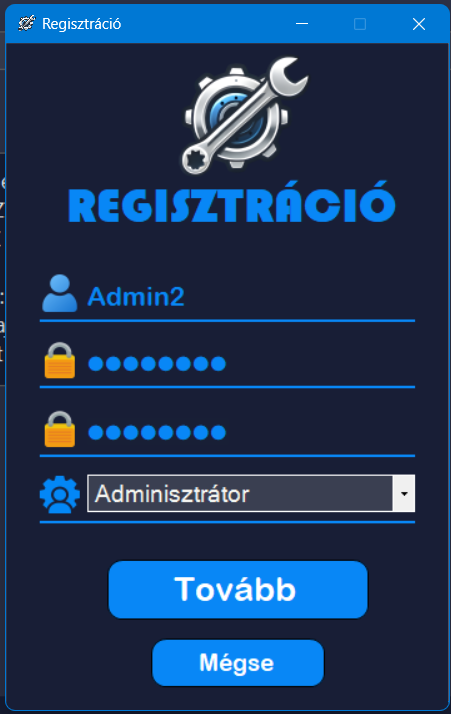 Regisztráció
REGISZTRÁCIÓ
Admin2
●●●●●●●●
●●●●●●●●
Adminisztrátor
Tovább
Mégse